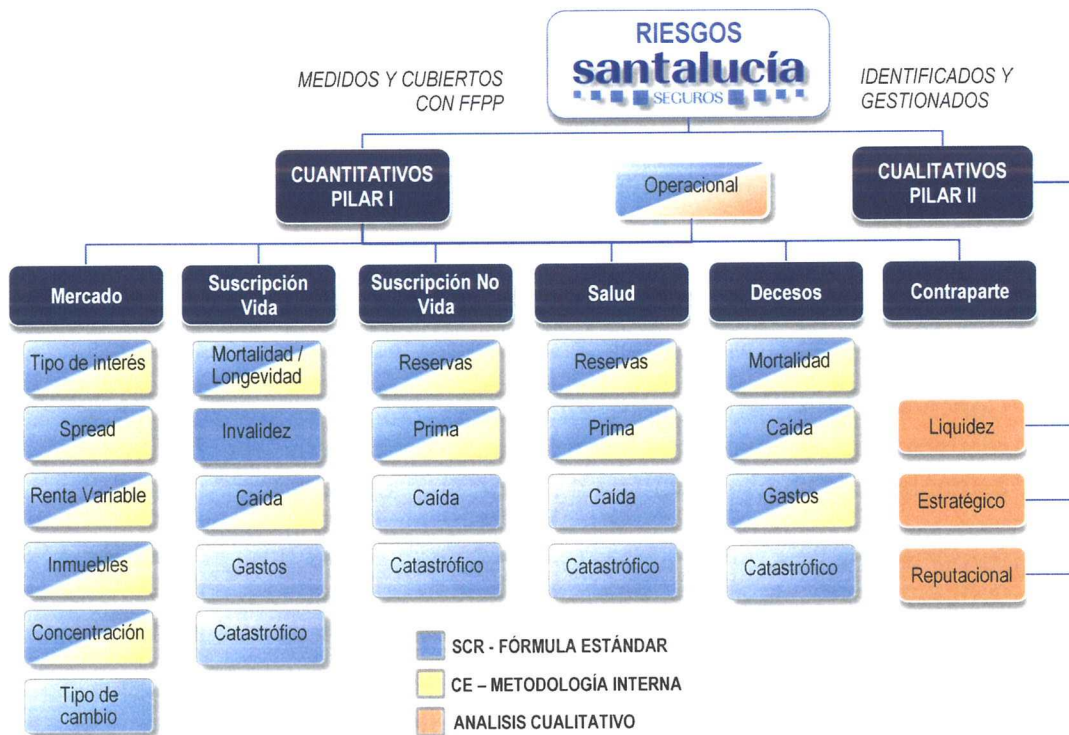 RIESGOS
santalucía
SEGUROS
MEDIDOS Y CUBIERTOS
CON FFPP
IDENTIFICADOS Y
GESTIONADOS
CUANTITATIVOS
PILAR I
Operacional
CUALITATIVOS
PILAR II
Mercado
Suscripción
Vida
Suscripción No
Vida
Salud
Decesos
Contraparte
Tipo de interés
Mortalidad /
Longevidad
Reservas
Reservas
Mortalidad
Spread
Invalidez
Prima
Prima
Caída
Liquidez
Renta Variable
Caída
Caída
Caída
Gastos
Estratégico
Inmuebles
Gastos
Catastrófico
Catastrófico
Catastrófico
Reputacional
Concentración
Catastrófico
Tipo de
cambio
SCR - FÓRMULA ESTÁNDAR
CE – METODOLOGÍA INTERNA
ANALISIS CUALITATIVO